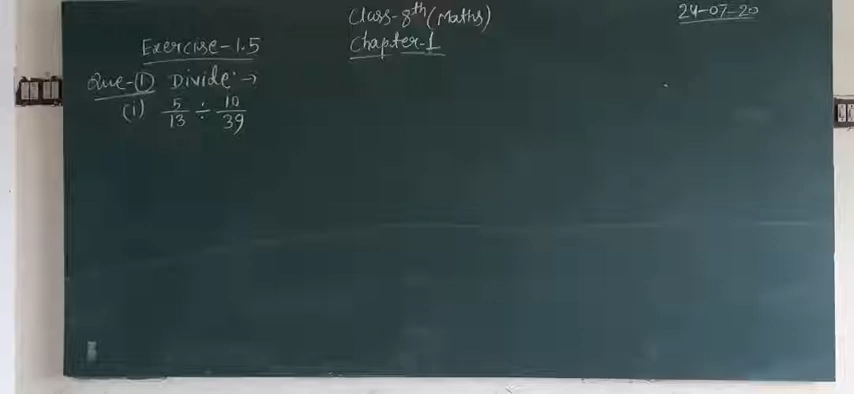 Class-8th (Maths)
24-07-20
Exercise-1.5
Chapter-1
Que-① Divide:→
(i) 5/13 ÷ 10/39